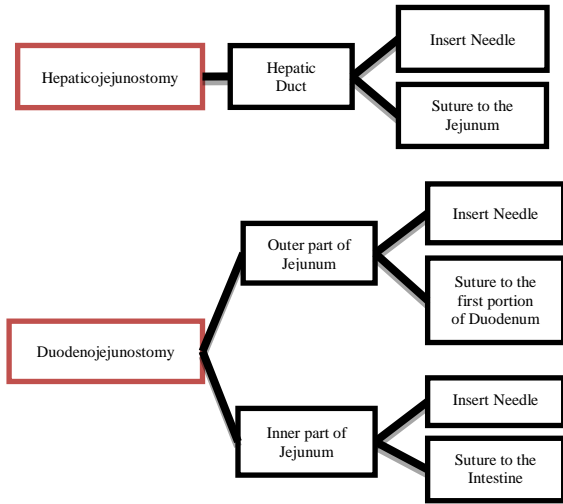 Hepaticojejunostomy
Hepatic
Duct
Insert Needle
Suture to the
Jejunum
Duodenojejunostomy
Outer part of
Jejunum
Insert Needle
Suture to the
first portion
of Duodenum
Inner part of
Jejunum
Insert Needle
Suture to the
Intestine